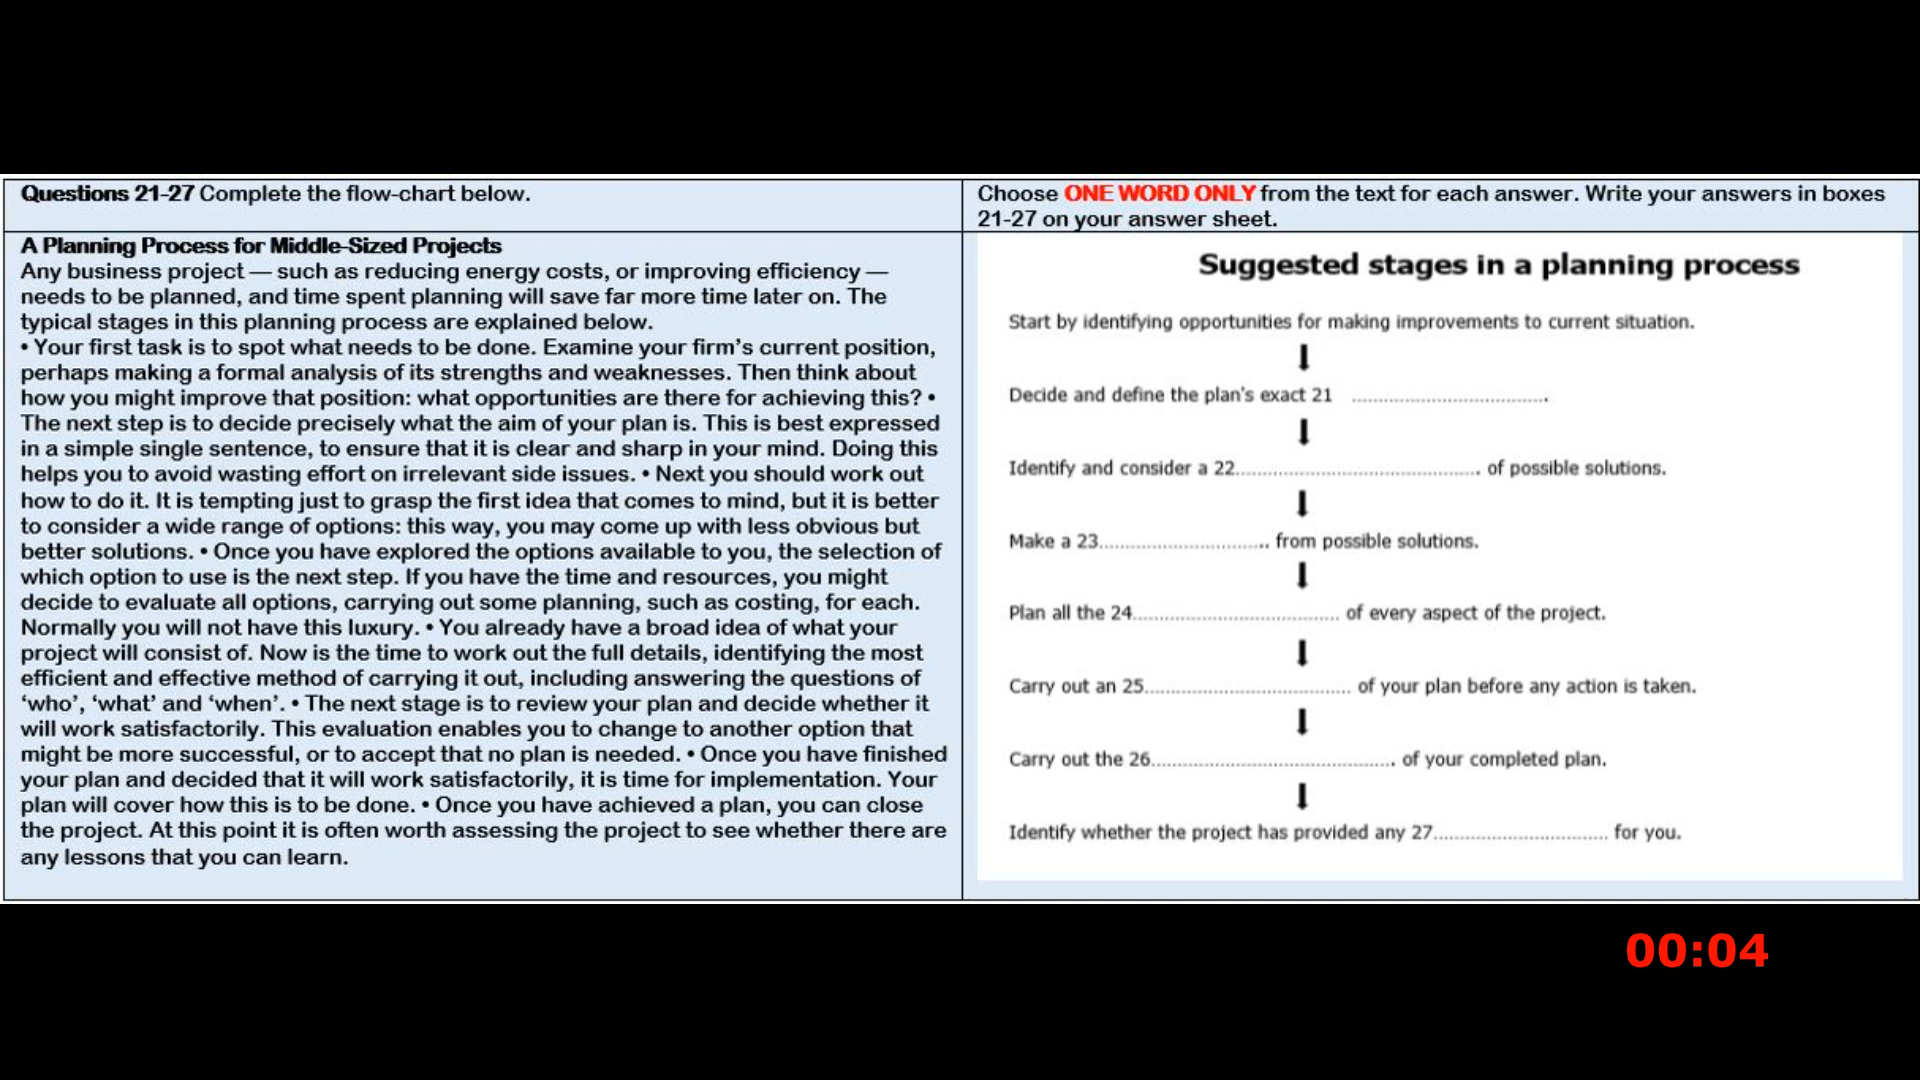 Questions 21-27 Complete the flow-chart below.
Choose ONE WORD ONLY from the text for each answer. Write your answers in boxes
21-27 on your answer sheet.
A Planning Process for Middle-Sized Projects
Any business project — such as reducing energy costs, or improving efficiency —
needs to be planned, and time spent planning will save far more time later on. The
typical stages in this planning process are explained below.
• Your first task is to spot what needs to be done. Examine your firm's current position,
perhaps making a formal analysis of its strengths and weaknesses. Then think about
how you might improve that position: what opportunities are there for achieving this? •
The next step is to decide precisely what the aim of your plan is. This is best expressed
in a simple single sentence, to ensure that it is clear and sharp in your mind. Doing this
helps you to avoid wasting effort on irrelevant side issues. • Next you should work out
how to do it. It is tempting just to grasp the first idea that comes to mind, but it is better
to consider a wide range of options: this way, you may come up with less obvious but
better solutions. • Once you have explored the options available to you, the selection of
which option to use is the next step. If you have the time and resources, you might
decide to evaluate all options, carrying out some planning, such as costing, for each.
Normally you will not have this luxury. • You already have a broad idea of what your
project will consist of. Now is the time to work out the full details, identifying the most
efficient and effective method of carrying it out, including answering the questions of
‘who’, ‘what’ and ‘when’. • The next stage is to review your plan and decide whether it
will work satisfactorily. This evaluation enables you to change to another option that
might be more successful, or to accept that no plan is needed. • Once you have finished
your plan and decided that it will work satisfactorily, it is time for implementation. Your
plan will cover how this is to be done. • Once you have achieved a plan, you can close
the project. At this point it is often worth assessing the project to see whether there are
any lessons that you can learn.
Suggested stages in a planning process
Start by identifying opportunities for making improvements to current situation.
Decide and define the plan's exact 21 ....................................
Identify and consider a 22............................................. of possible solutions.
Make a 23............................... from possible solutions.
Plan all the 24...................................... of every aspect of the project.
Carry out an 25...................................... of your plan before any action is taken.
Carry out the 26............................................. of your completed plan.
Identify whether the project has provided any 27................................ for you.
00:04